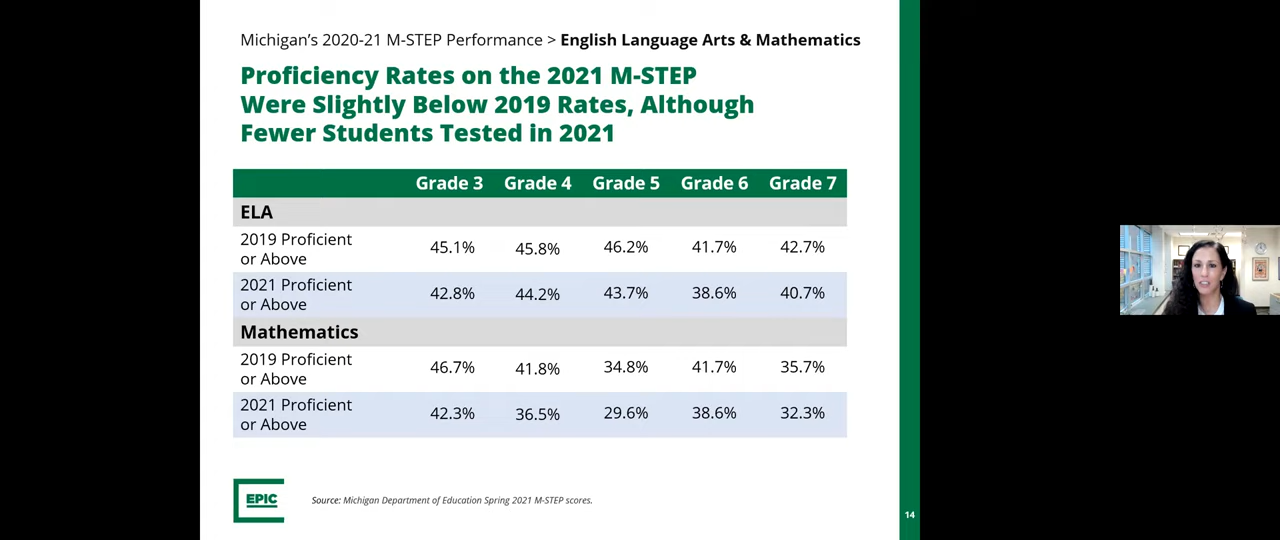 Michigan's 2020-21 M-STEP Performance > English Language Arts & Mathematics
Proficiency Rates on the 2021 M-STEP
Were Slightly Below 2019 Rates, Although
Fewer Students Tested in 2021
Grade 3 Grade 4 Grade 5 Grade 6 Grade 7
ELA
2019 Proficient
or Above
45.1% 45.8% 46.2% 41.7% 42.7%
2021 Proficient
or Above
42.8% 44.2% 43.7% 38.6% 40.7%
Mathematics
2019 Proficient
or Above
46.7% 41.8% 34.8% 41.7% 35.7%
2021 Proficient
or Above
42.3% 36.5% 29.6% 38.6% 32.3%
EPIC
Source: Michigan Department of Education Spring 2021 M-STEP scores.
14